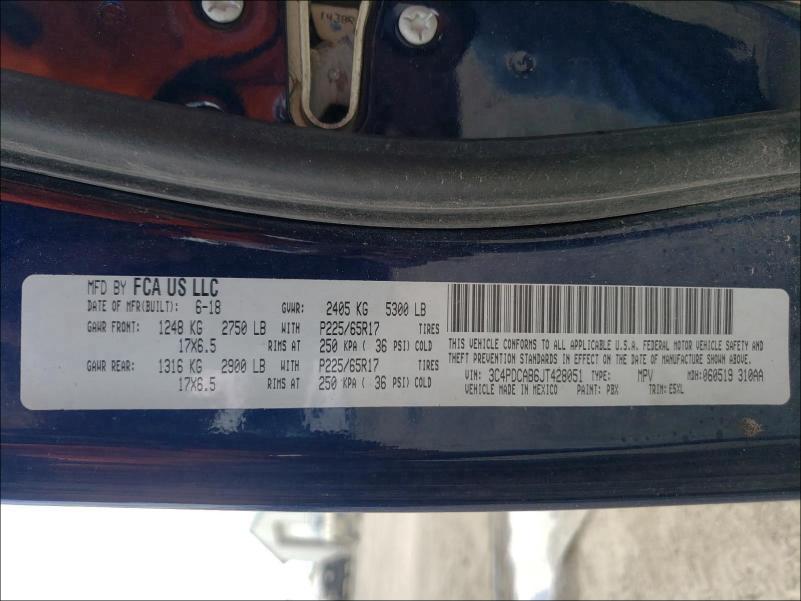 MFD BY FCA US LLC
DATE OF MFR(BUILT): 6-18 GVWR: 2405 KG 5300 LB
GAWR FRONT: 1248 KG 2750 LB WITH P225/65R17 TIRES
17X6.5 RIMS AT 250 KPA ( 36 PSI) COLD
GAWR REAR: 1316 KG 2900 LB WITH P225/65R17 TIRES
17X6.5 RIMS AT 250 KPA ( 36 PSI) COLD
THIS VEHICLE CONFORMS TO ALL APPLICABLE U.S.A. FEDERAL MOTOR VEHICLE SAFETY AND
THEFT PREVENTION STANDARDS IN EFFECT ON THE DATE OF MANUFACTURE SHOWN ABOVE.
VIN: 3C4PDCAB6JT428051 TYPE: MPV MDH:060519 310AA
VEHICLE MADE IN MEXICO PAINT: PBX TRIM:E5XL